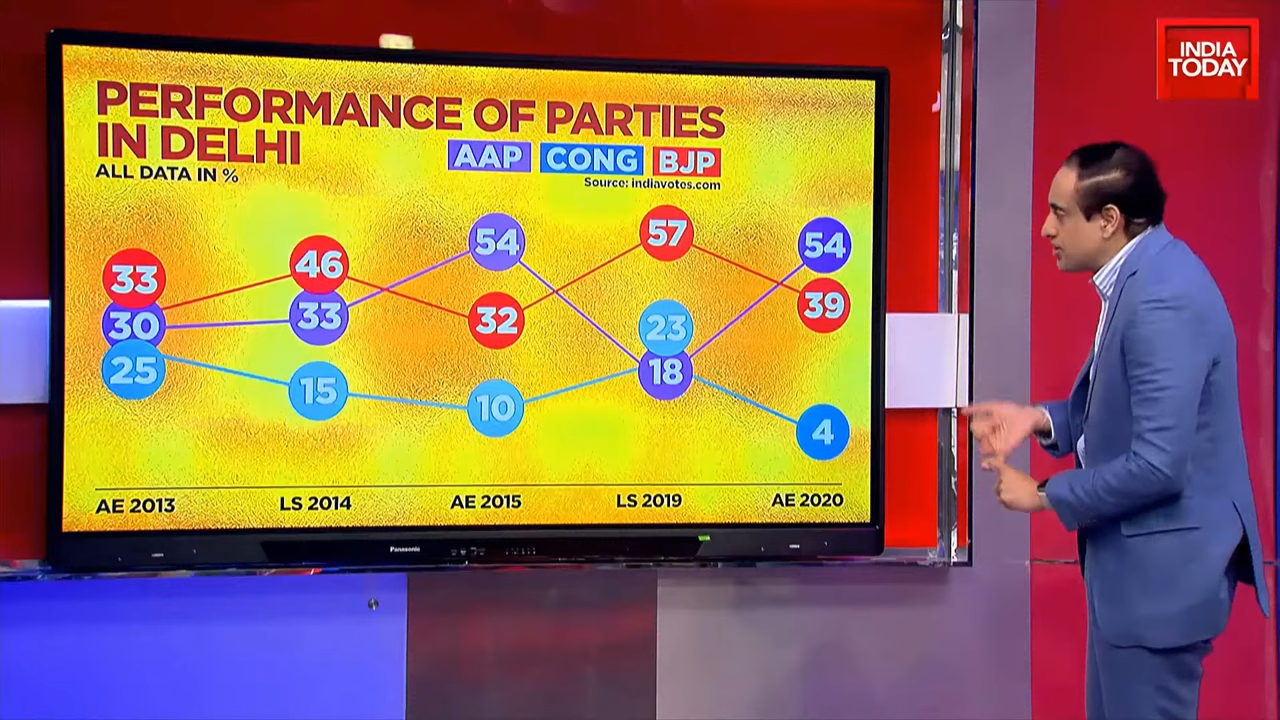 INDIA
TODAY
PERFORMANCE OF PARTIES
IN DELHI
AAP CONG BJP
ALL DATA IN %
Source: indiavotes.com
33 46 54 57 54
30 33 32 23 39
25 15 10 18 4
AE 2013 LS 2014 AE 2015 LS 2019 AE 2020
Panasonic